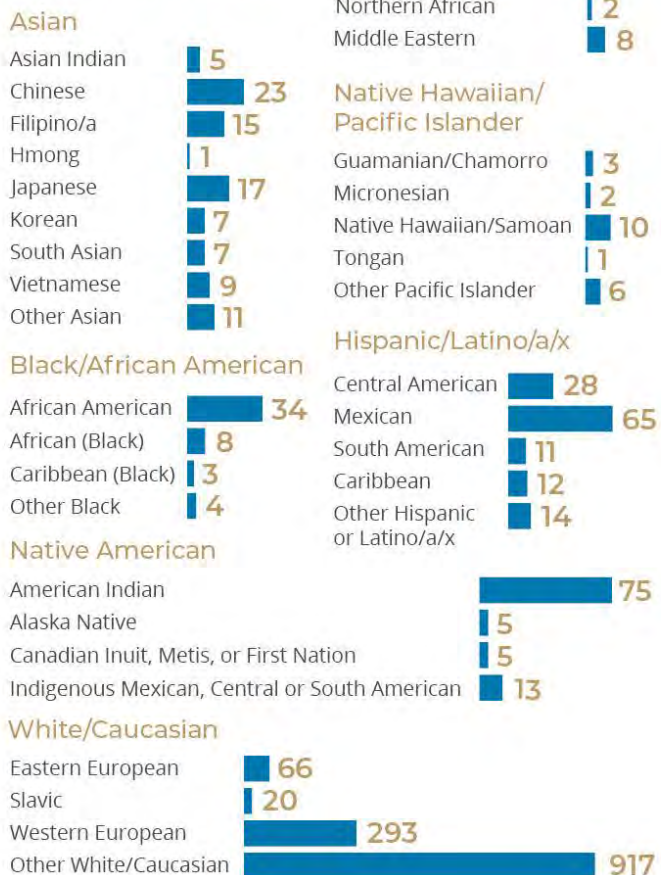 Asian
Asian Indian 5
Chinese 23
Filipino/a 15
Hmong 1
Japanese 17
Korean 7
South Asian 7
Vietnamese 9
Other Asian 11
Black/African American
African American 34
African (Black) 8
Caribbean (Black) 3
Other Black 4
Northern African 2
Middle Eastern 8
Native Hawaiian/
Pacific Islander
Guamanian/Chamorro 3
Micronesian 2
Native Hawaiian/Samoan 10
Tongan 1
Other Pacific Islander 6
Hispanic/Latino/a/x
Central American 28
Mexican 65
South American 11
Caribbean 12
Other Hispanic 14
or Latino/a/x
Native American
American Indian 75
Alaska Native 5
Canadian Inuit, Metis, or First Nation 5
Indigenous Mexican, Central or South American 13
White/Caucasian
Eastern European 66
Slavic 20
Western European 293
Other White/Caucasian 917